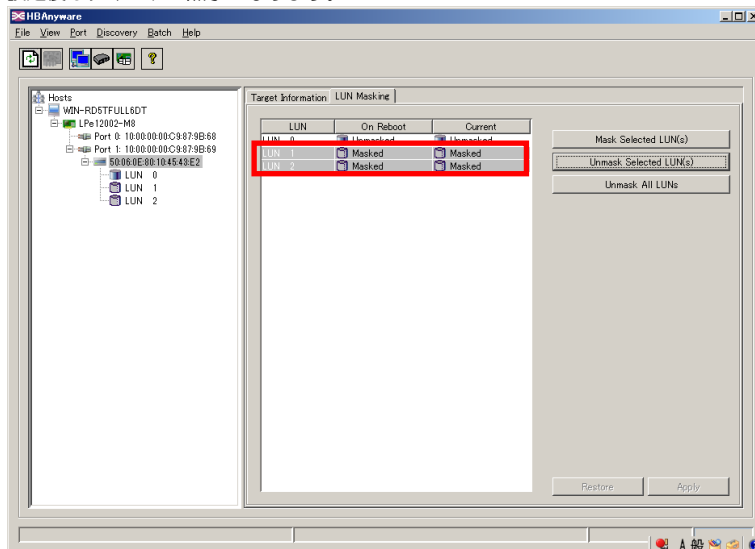 HBAnyware
File View Port Discovery Batch Help
Hosts
WIN-RD5TFULL6DT
LPe12002-M8
Port 0: 10:00:00:00:C9:87:9B:68
Port 1: 10:00:00:00:C9:87:9B:69
50:06:0E:80:10:45:43:E2
LUN 0
LUN 1
LUN 2
Target Information LUN Masking
LUN On Reboot Current
LUN 0 Unmasked Unmasked
LUN 1 Masked Masked
LUN 2 Masked Masked
Mask Selected LUN(s)
Unmask Selected LUN(s)
Unmask All LUNs
Restore Apply
A 般